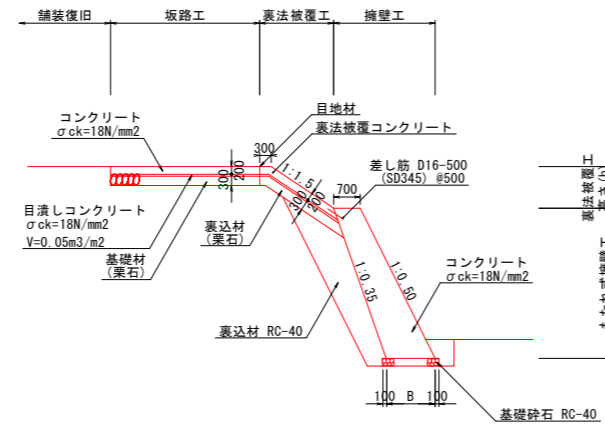 舗装復旧
坂路工
裏法被覆工
擁壁工
コンクリート
σck=18N/mm2
目地材
裏法被覆コンクリート
300
200
300
1:1.5
300
200
差し筋 D16-500
(SD345) @500
700
目潰しコンクリート
σck=18N/mm2
V=0.05m3/m2
基礎材
(栗石)
裏込材
(栗石)
1:0.35
1:0.50
コンクリート
σck=18N/mm2
裏込材 RC-40
100
B
100
基礎砕石 RC-40
裏法被覆工